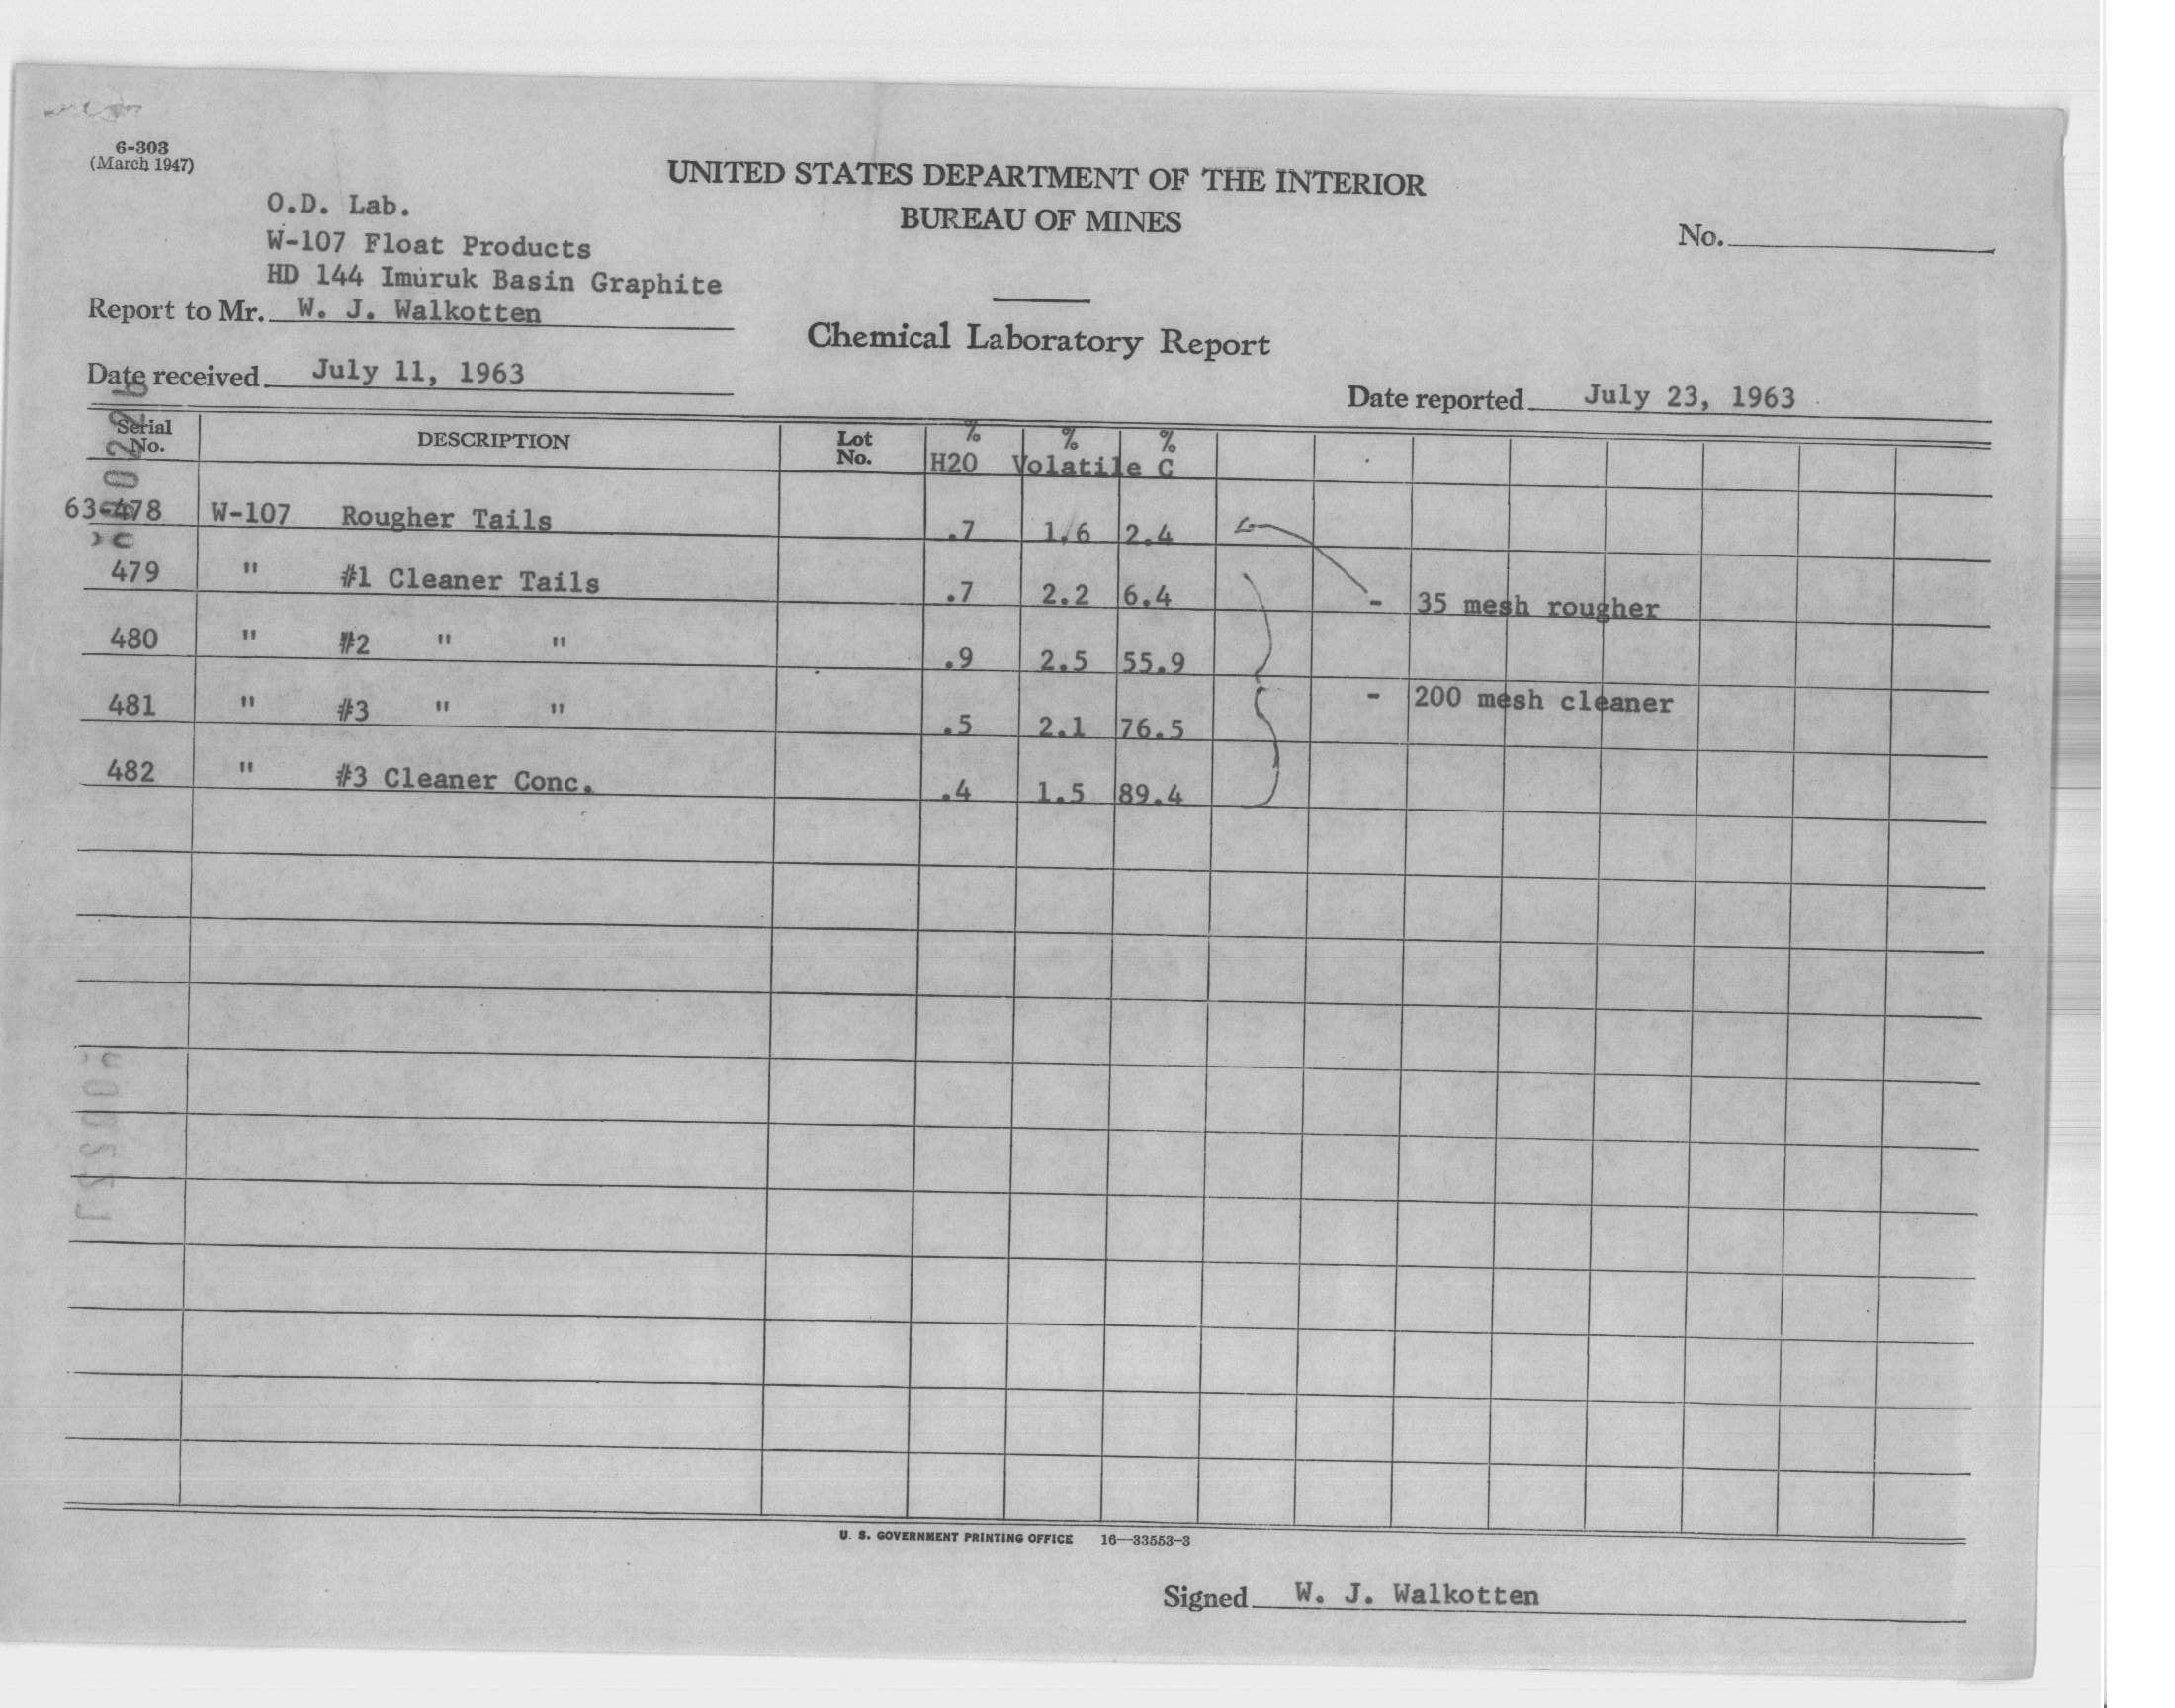 6-303
(March 1947)
UNITED STATES DEPARTMENT OF THE INTERIOR
BUREAU OF MINES
No.
O.D. Lab.
W-107 Float Products
HD 144 Imuruk Basin Graphite
Report to Mr. W. J. Walkotten
Chemical Laboratory Report
Date received July 11, 1963
Date reported July 23, 1963
Serial No. DESCRIPTION Lot No. % H20 % Volatile % C
63-478 W-107 Rougher Tails .7 1.6 2.4
479 " #1 Cleaner Tails .7 2.2 6.4 - 35 mesh rougher
480 " #2 " " .9 2.5 55.9
481 " #3 " " .5 2.1 76.5 - 200 mesh cleaner
482 " #3 Cleaner Conc. .4 1.5 89.4
U. S. GOVERNMENT PRINTING OFFICE 16—33553-3
Signed W. J. Walkotten